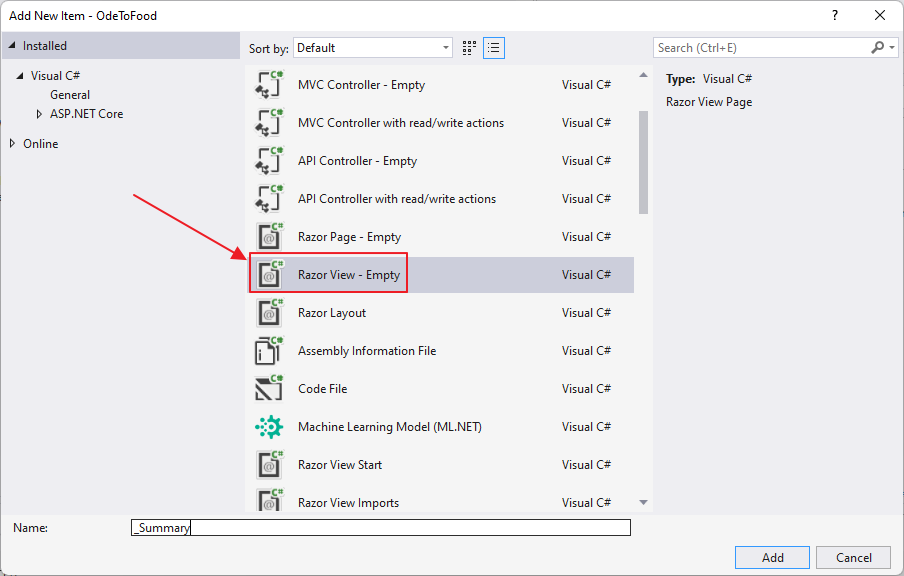 Add New Item - OdeToFood
?
Installed
Sort by: Default
Search (Ctrl+E)
Visual C#
General
ASP.NET Core
Online
MVC Controller - Empty Visual C#
MVC Controller with read/write actions Visual C#
API Controller - Empty Visual C#
API Controller with read/write actions Visual C#
Razor Page - Empty Visual C#
Razor View - Empty Visual C#
Razor Layout Visual C#
Assembly Information File Visual C#
Code File Visual C#
Machine Learning Model (ML.NET) Visual C#
Razor View Start Visual C#
Razor View Imports Visual C#
Type: Visual C#
Razor View Page
Name: _Summary
Add Cancel